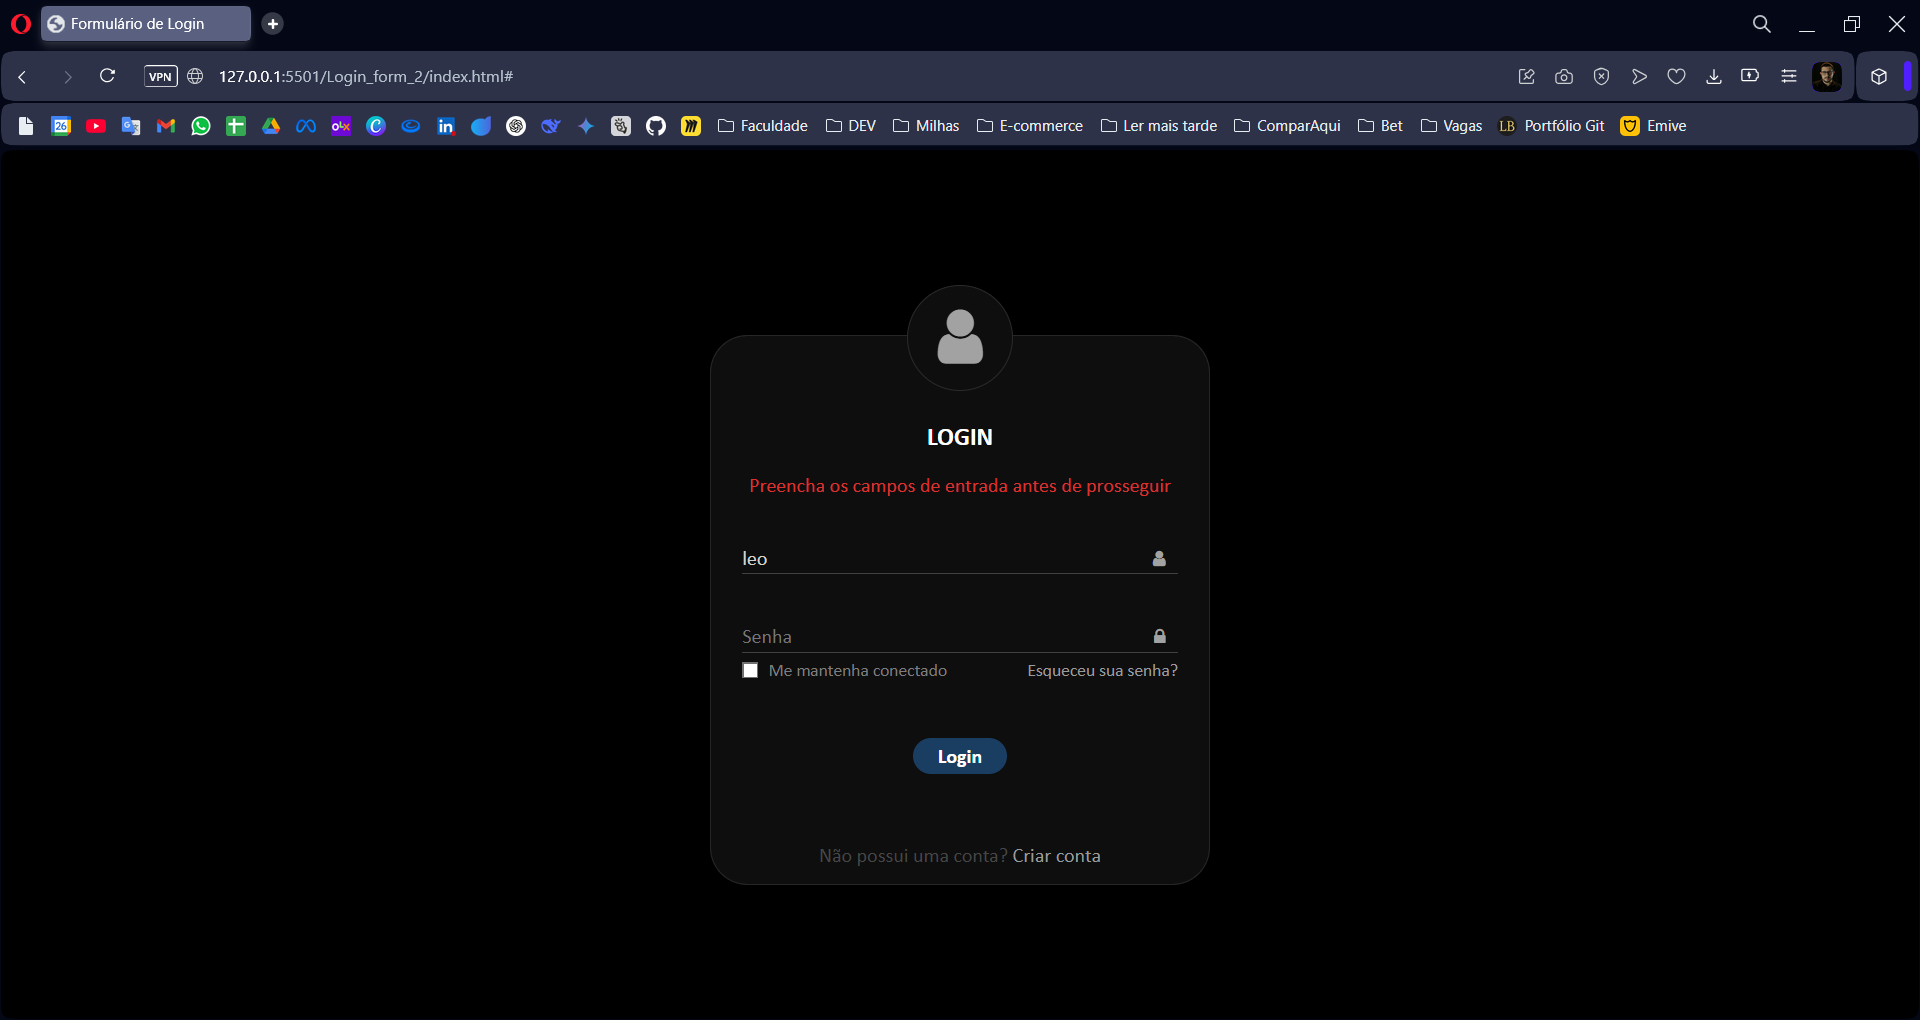 Formulário de Login
VPN 127.0.0.1:5501/Login_form_2/index.html#
26 olx in Faculdade DEV Milhas E-commerce Ler mais tarde ComparAqui Bet Vagas LB Portfólio Git Emive
LOGIN
Preencha os campos de entrada antes de prosseguir
leo
Senha
Me mantenha conectado Esqueceu sua senha?
Login
Não possui uma conta? Criar conta